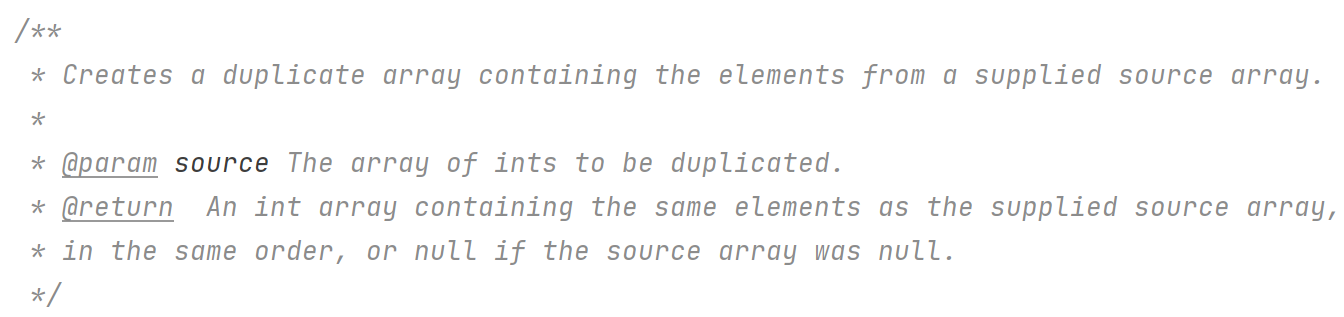 /**
* Creates a duplicate array containing the elements from a supplied source array.
*
* @param source The array of ints to be duplicated.
* @return  An int array containing the same elements as the supplied source array,
* in the same order, or null if the source array was null.
*/